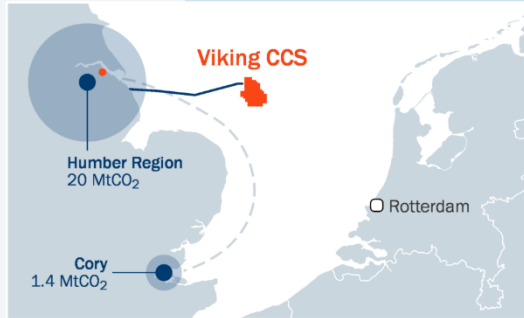 Viking CCS
Humber Region
20 MtCO₂
Rotterdam
Cory
1.4 MtCO₂